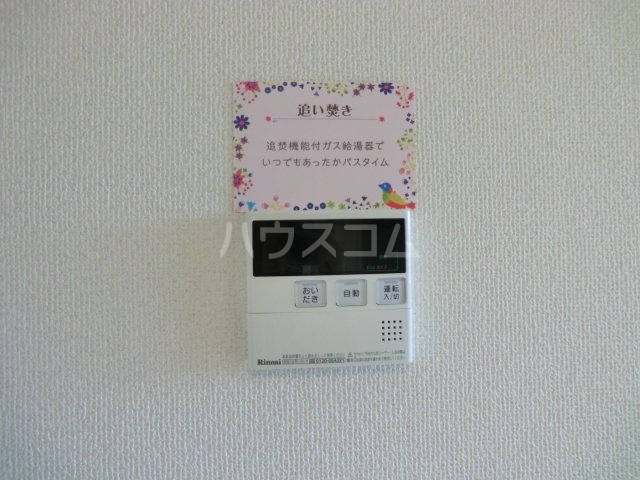 追い焚き
追焚機能付ガス給湯器で
いつでもあったかバスタイム
ハウスコム
おい
だき
自動
運転
入/切
Rinnai